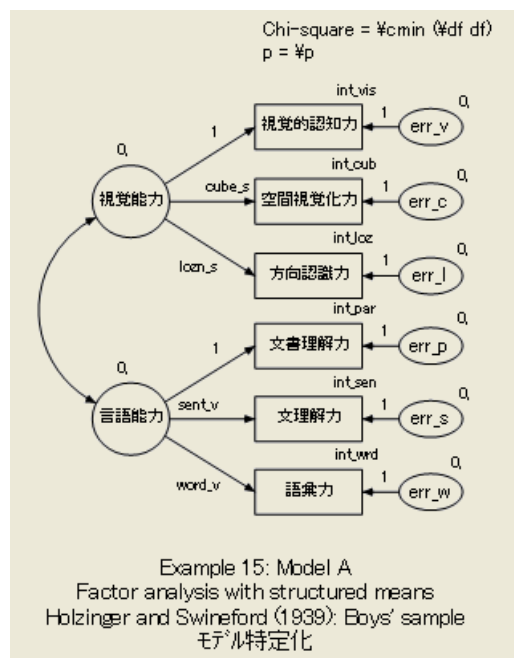 Chi-square = ¥cmin (¥df df)
p = ¥p
int_vis
0,
1
視覚的認知力
1
err_v
0,
int_cub
0,
視覚能力
cube_s
空間視覚化力
1
err_c
int_loz
0,
lozn_s
方向認識力
1
err_l
int_par
0,
1
文書理解力
1
err_p
0,
int_sen
0,
言語能力
sent_v
文理解力
1
err_s
int_wrd
0,
word_v
語彙力
1
err_w
Example 15: Model A
Factor analysis with structured means
Holzinger and Swineford (1939): Boys' sample
モデル特定化